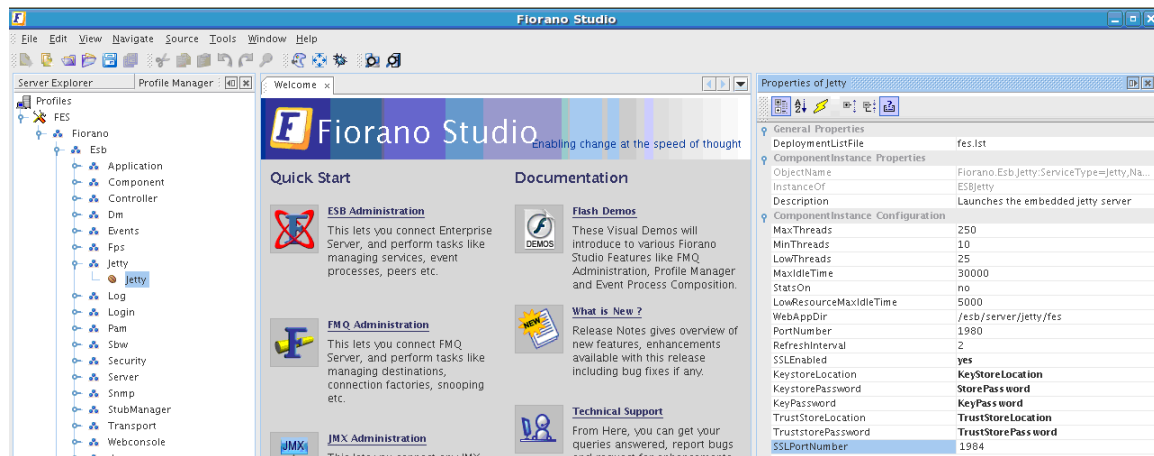 Fiorano Studio
File Edit View Navigate Source Tools Window Help
Server Explorer
Profile Manager
Profiles
FES
Fiorano
Esb
Application
Component
Controller
Dm
Events
Fps
Jetty
Jetty
Log
Login
Pam
Sbw
Security
Server
Snmp
StubManager
Transport
Webconsole
Welcome
Fiorano Studio
Enabling change at the speed of thought
Quick Start
ESB Administration
This lets you connect Enterprise
Server, and perform tasks like
managing services, event
processes, peers etc.
FMQ Administration
This lets you connect FMQ
Server, and perform tasks like
managing destinations,
connection factories, snooping
etc.
JMX
JMX Administration
Documentation
DEMOS
Flash Demos
These Visual Demos will
introduce to various Fiorano
Studio Features like FMQ
Administration, Profile Manager
and Event Process Composition.
NEW
What is New ?
Release Notes gives overview of
new features, enhancements
available with this release
including bug fixes if any.
Technical Support
From Here, you can get your
queries answered, report bugs
Properties of Jetty
General Properties
DeploymentListFile fes.lst
ComponentInstance Properties
ObjectName Fiorano.Esb.Jetty:ServiceType=Jetty,Na...
InstanceOf ESBJetty
Description Launches the embedded jetty server
ComponentInstance Configuration
MaxThreads 250
MinThreads 10
LowThreads 25
MaxIdleTime 30000
StatsOn no
LowResourceMaxIdleTime 5000
WebAppDir /esb/server/jetty/fes
PortNumber 1980
RefreshInterval 2
SSLEnabled yes
KeystoreLocation KeyStoreLocation
KeystorePassword StorePassword
KeyPassword KeyPassword
TrustStoreLocation TrustStoreLocation
TruststorePassword TrustStorePassword
SSLPortNumber 1984